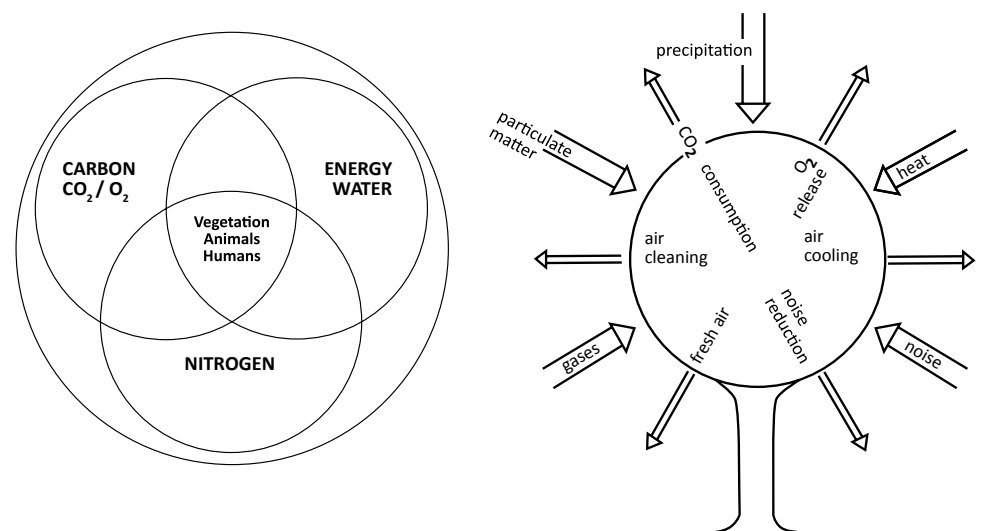 CARBON
CO₂ / O₂
ENERGY
WATER
Vegetation
Animals
Humans
NITROGEN
precipitation
particulate
matter
CO₂
consumption
O₂
release
heat
air
cleaning
air
cooling
gases
fresh air
noise
reduction
noise